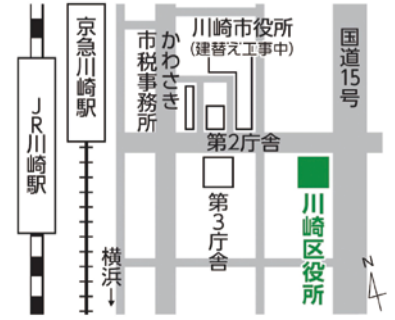 京急川崎駅
JR川崎駅
かわさき
市税事務所
川崎市役所
（建替え工事中）
国道15号
第2庁舎
第3庁舎
川崎区役所
横浜↓
N